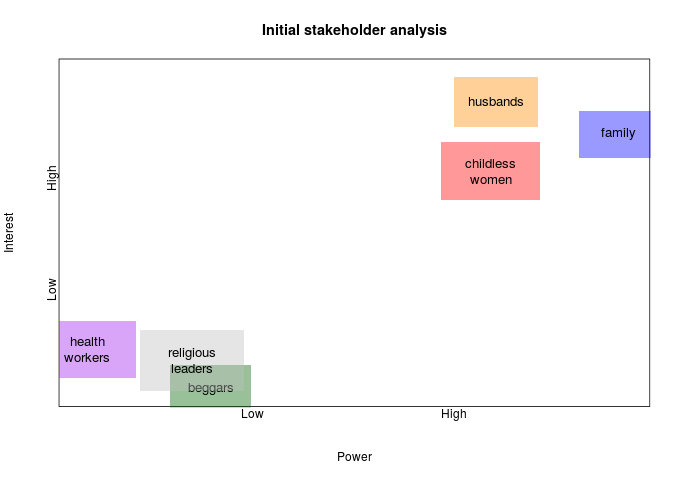 Initial stakeholder analysis
husbands
family
childless
women
High
Interest
Low
health
workers
religious
leaders
beggars
Low
High
Power